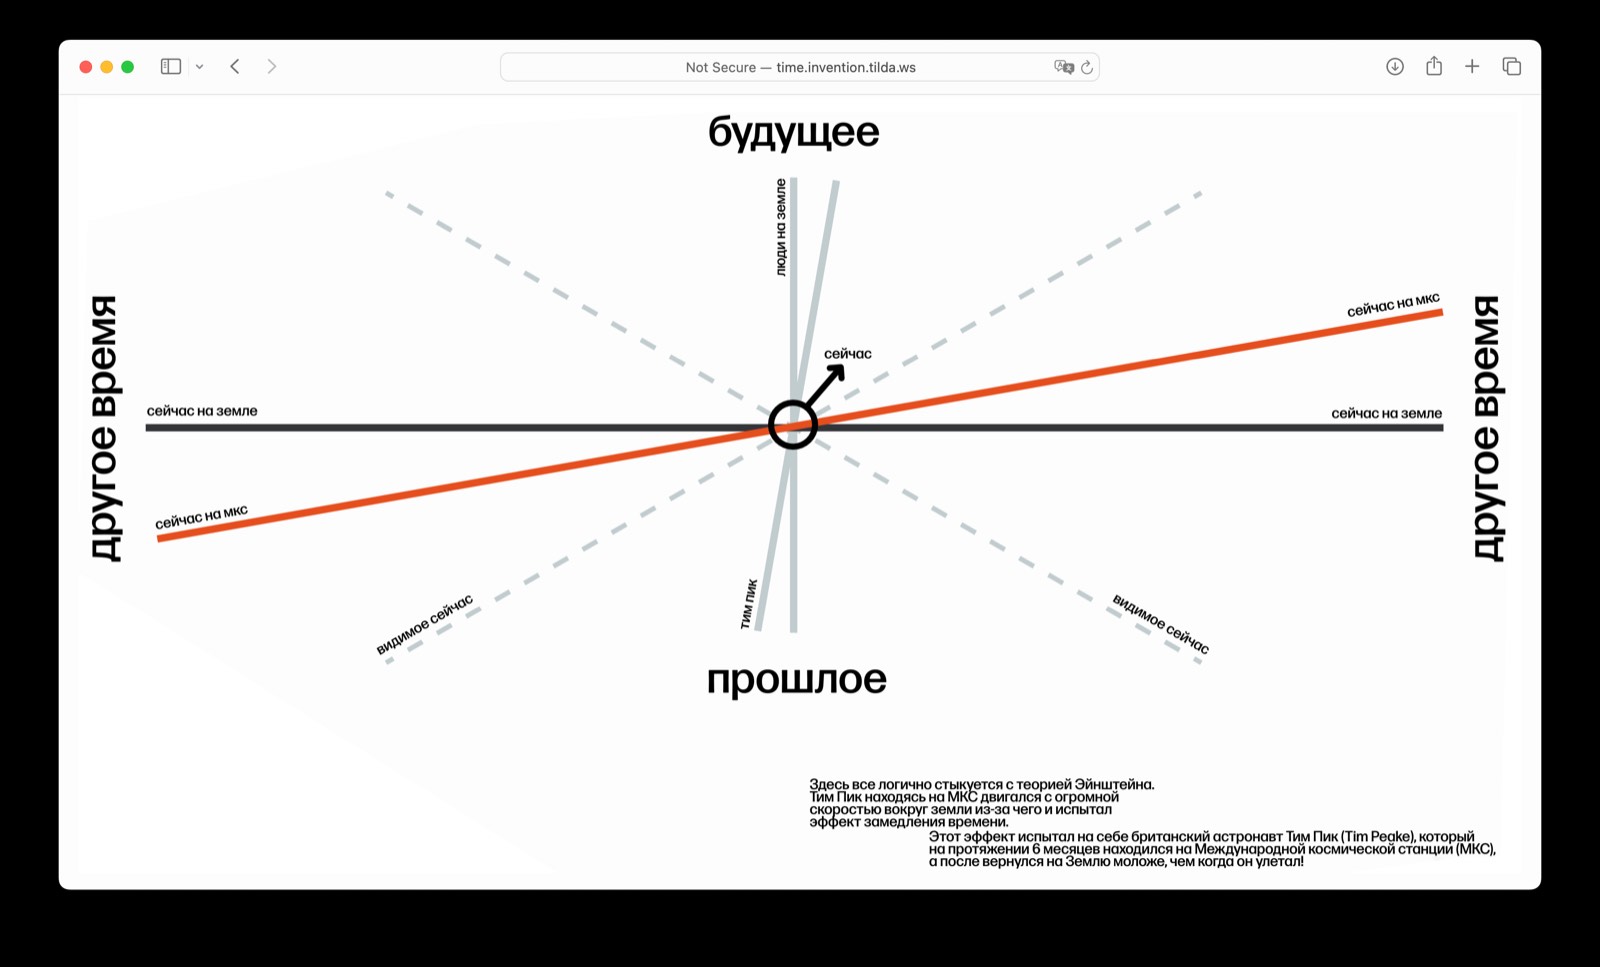 Not Secure — time.invention.tilda.ws
будущее
люди на земле
сейчас на мкс
сейчас
другое время
другое время
сейчас на земле
сейчас на земле
сейчас на мкс
тим пик
видимое сейчас
видимое сейчас
прошлое
Здесь все логично стыкуется с теорией Эйнштейна.
Тим Пик находясь на МКС двигался с огромной
скоростью вокруг земли из-за чего и испытал
эффект замедления времени.
Этот эффект испытал на себе британский астронавт Тим Пик (Tim Peake), который
на протяжении 6 месяцев находился на Международной космической станции (МКС),
а после вернулся на Землю моложе, чем когда он улетал!